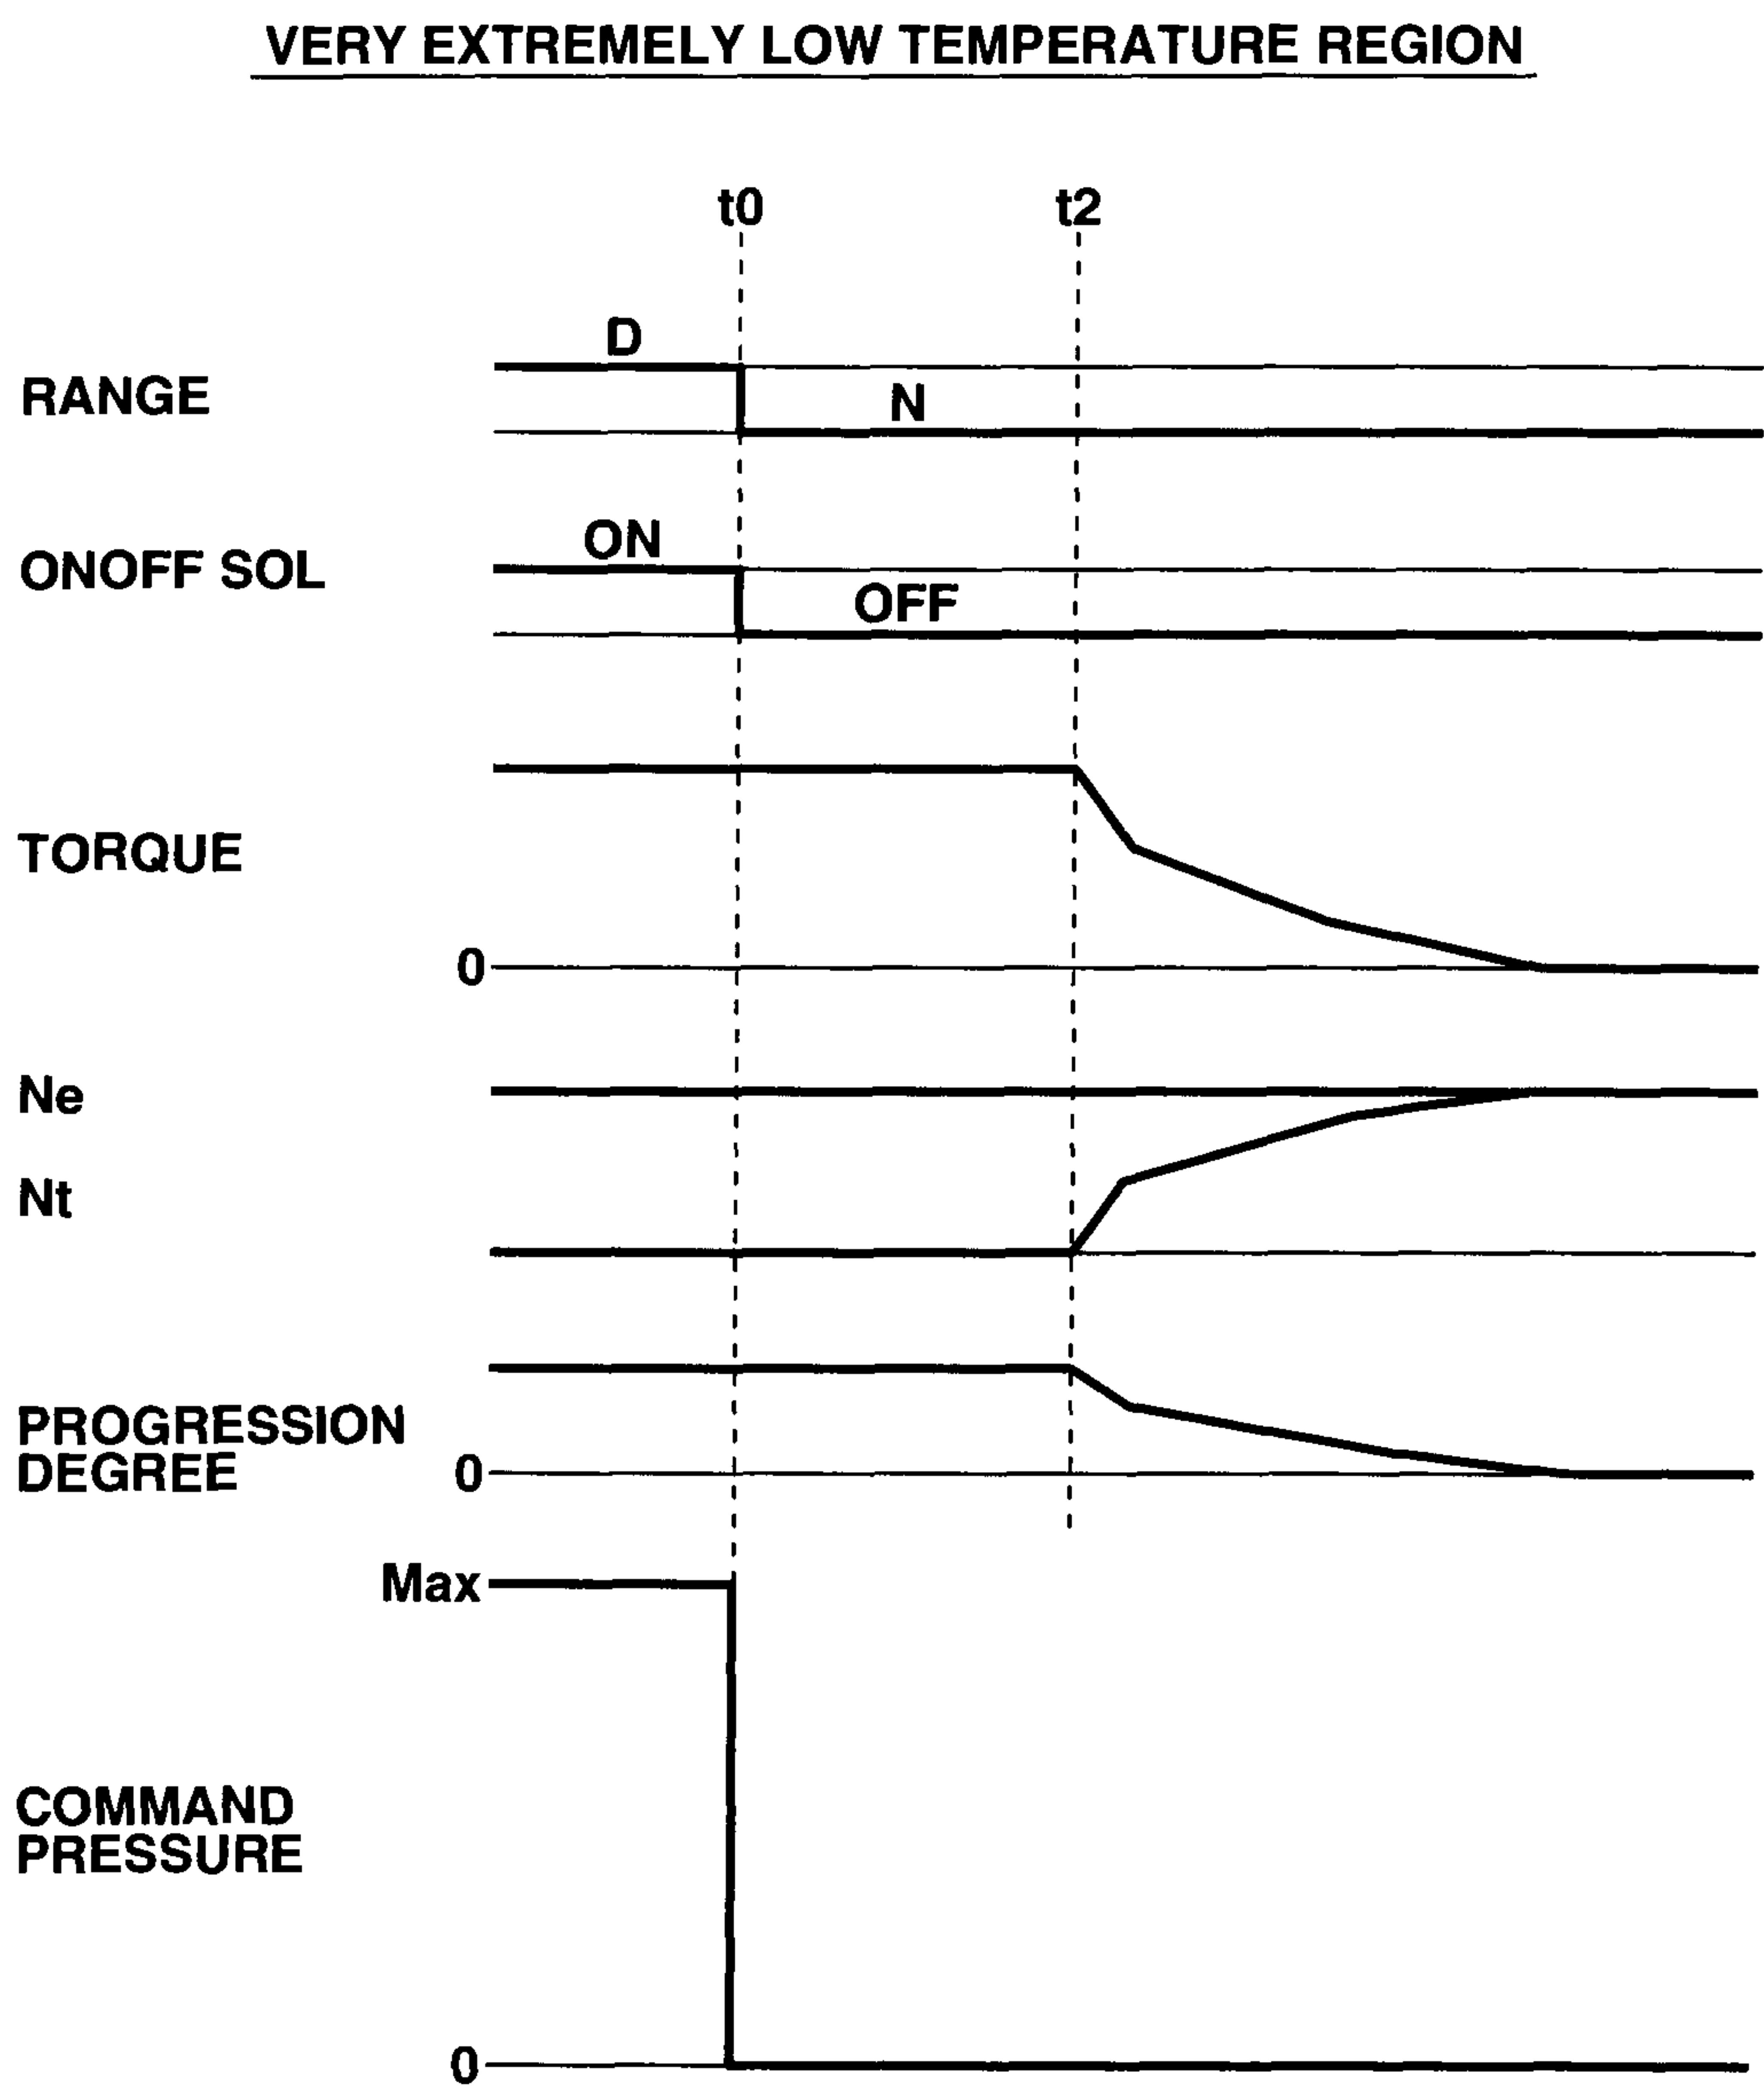 VERY EXTREMELY LOW TEMPERATURE REGION
t0 t2
D
RANGE
N
ON
ONOFF SOL
OFF
TORQUE
0
Ne
Nt
PROGRESSION
DEGREE
0
Max
COMMAND
PRESSURE
0